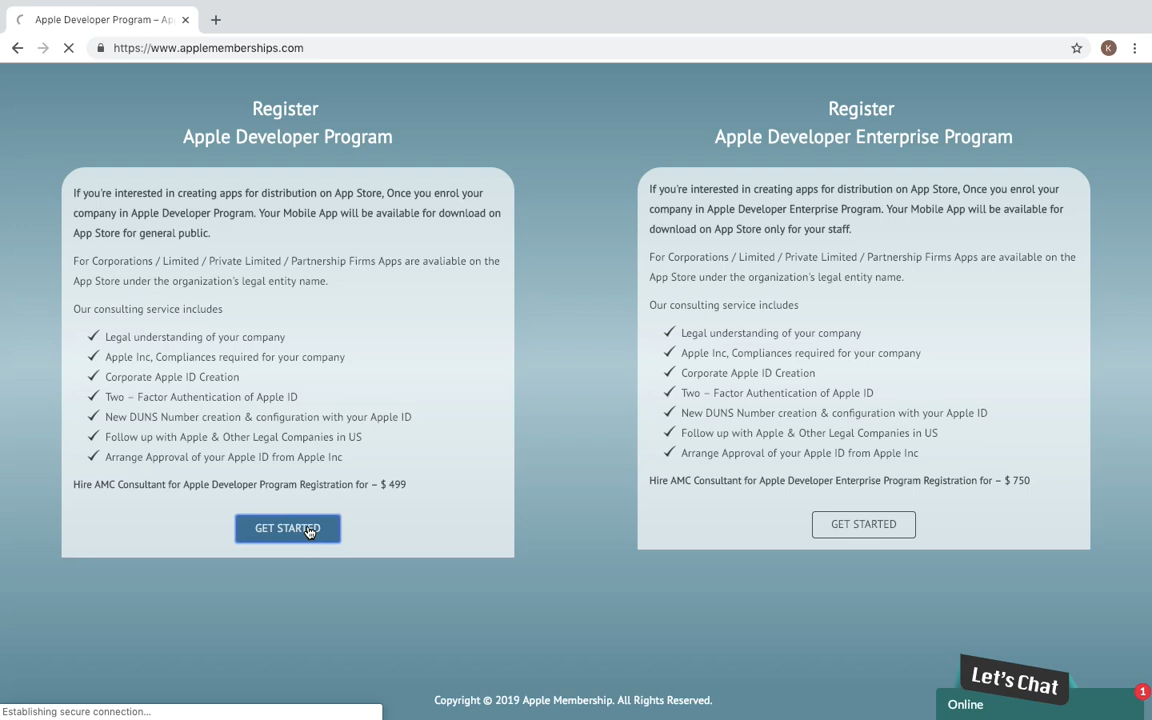 Apple Developer Program – Ap
https://www.applememberships.com
K
Register
Apple Developer Program
If you're interested in creating apps for distribution on App Store, Once you enrol your
company in Apple Developer Program. Your Mobile App will be available for download on
App Store for general public.
For Corporations / Limited / Private Limited / Partnership Firms Apps are avaliable on the
App Store under the organization's legal entity name.
Our consulting service includes
Legal understanding of your company
Apple Inc, Compliances required for your company
Corporate Apple ID Creation
Two – Factor Authentication of Apple ID
New DUNS Number creation & configuration with your Apple ID
Follow up with Apple & Other Legal Companies in US
Arrange Approval of your Apple ID from Apple Inc
Hire AMC Consultant for Apple Developer Program Registration for – $ 499
GET STARTED
Register
Apple Developer Enterprise Program
If you're interested in creating apps for distribution on App Store, Once you enrol your
company in Apple Developer Enterprise Program. Your Mobile App will be available for
download on App Store only for your staff.
For Corporations / Limited / Private Limited / Partnership Firms Apps are available on the
App Store under the organization's legal entity name.
Our consulting service includes
Legal understanding of your company
Apple Inc, Compliances required for your company
Corporate Apple ID Creation
Two – Factor Authentication of Apple ID
New DUNS Number creation & configuration with your Apple ID
Follow up with Apple & Other Legal Companies in US
Arrange Approval of your Apple ID from Apple Inc
Hire AMC Consultant for Apple Developer Enterprise Program Registration for – $ 750
GET STARTED
Copyright © 2019 Apple Membership. All Rights Reserved.
Let's Chat
1
Online
Establishing secure connection...